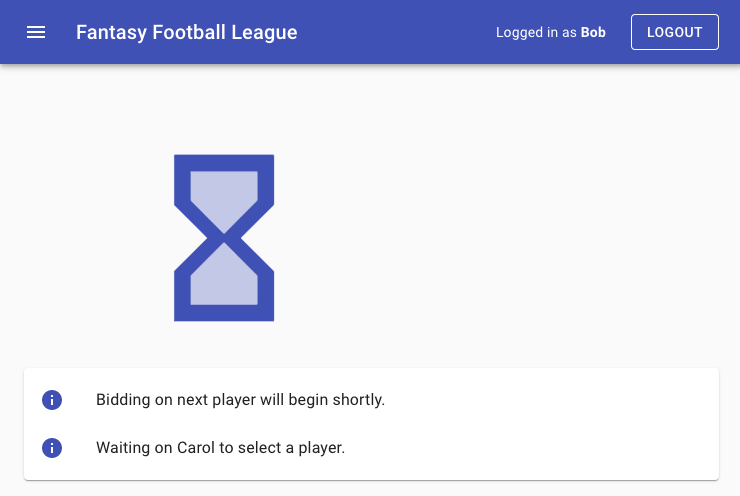 Fantasy Football League
Logged in as Bob
LOGOUT
Bidding on next player will begin shortly.
Waiting on Carol to select a player.